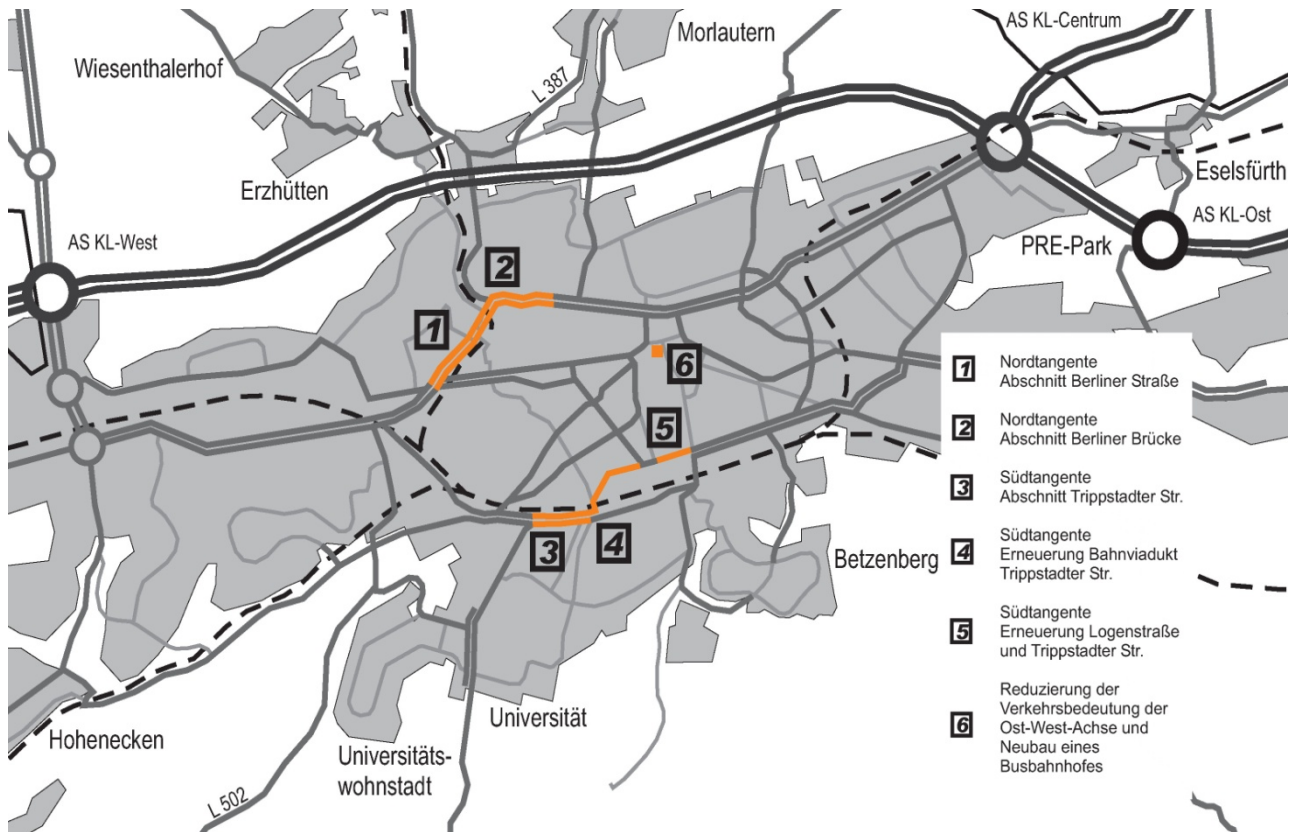 AS KL-Centrum
Morlautern
Wiesenthalerhof
L 387
Erzhütten
Eselsfürth
AS KL-West
AS KL-Ost
PRE-Park
2
1
6
5
3
4
Betzenberg
Universität
Hohenecken
Universitäts-
wohnstadt
L 502
1
Nordtangente
Abschnitt Berliner Straße
2
Nordtangente
Abschnitt Berliner Brücke
3
Südtangente
Abschnitt Trippstadter Str.
4
Südtangente
Erneuerung Bahnviadukt
Trippstadter Str.
5
Südtangente
Erneuerung Logenstraße
und Trippstadter Str.
6
Reduzierung der
Verkehrsbedeutung der
Ost-West-Achse und
Neubau eines
Busbahnhofes